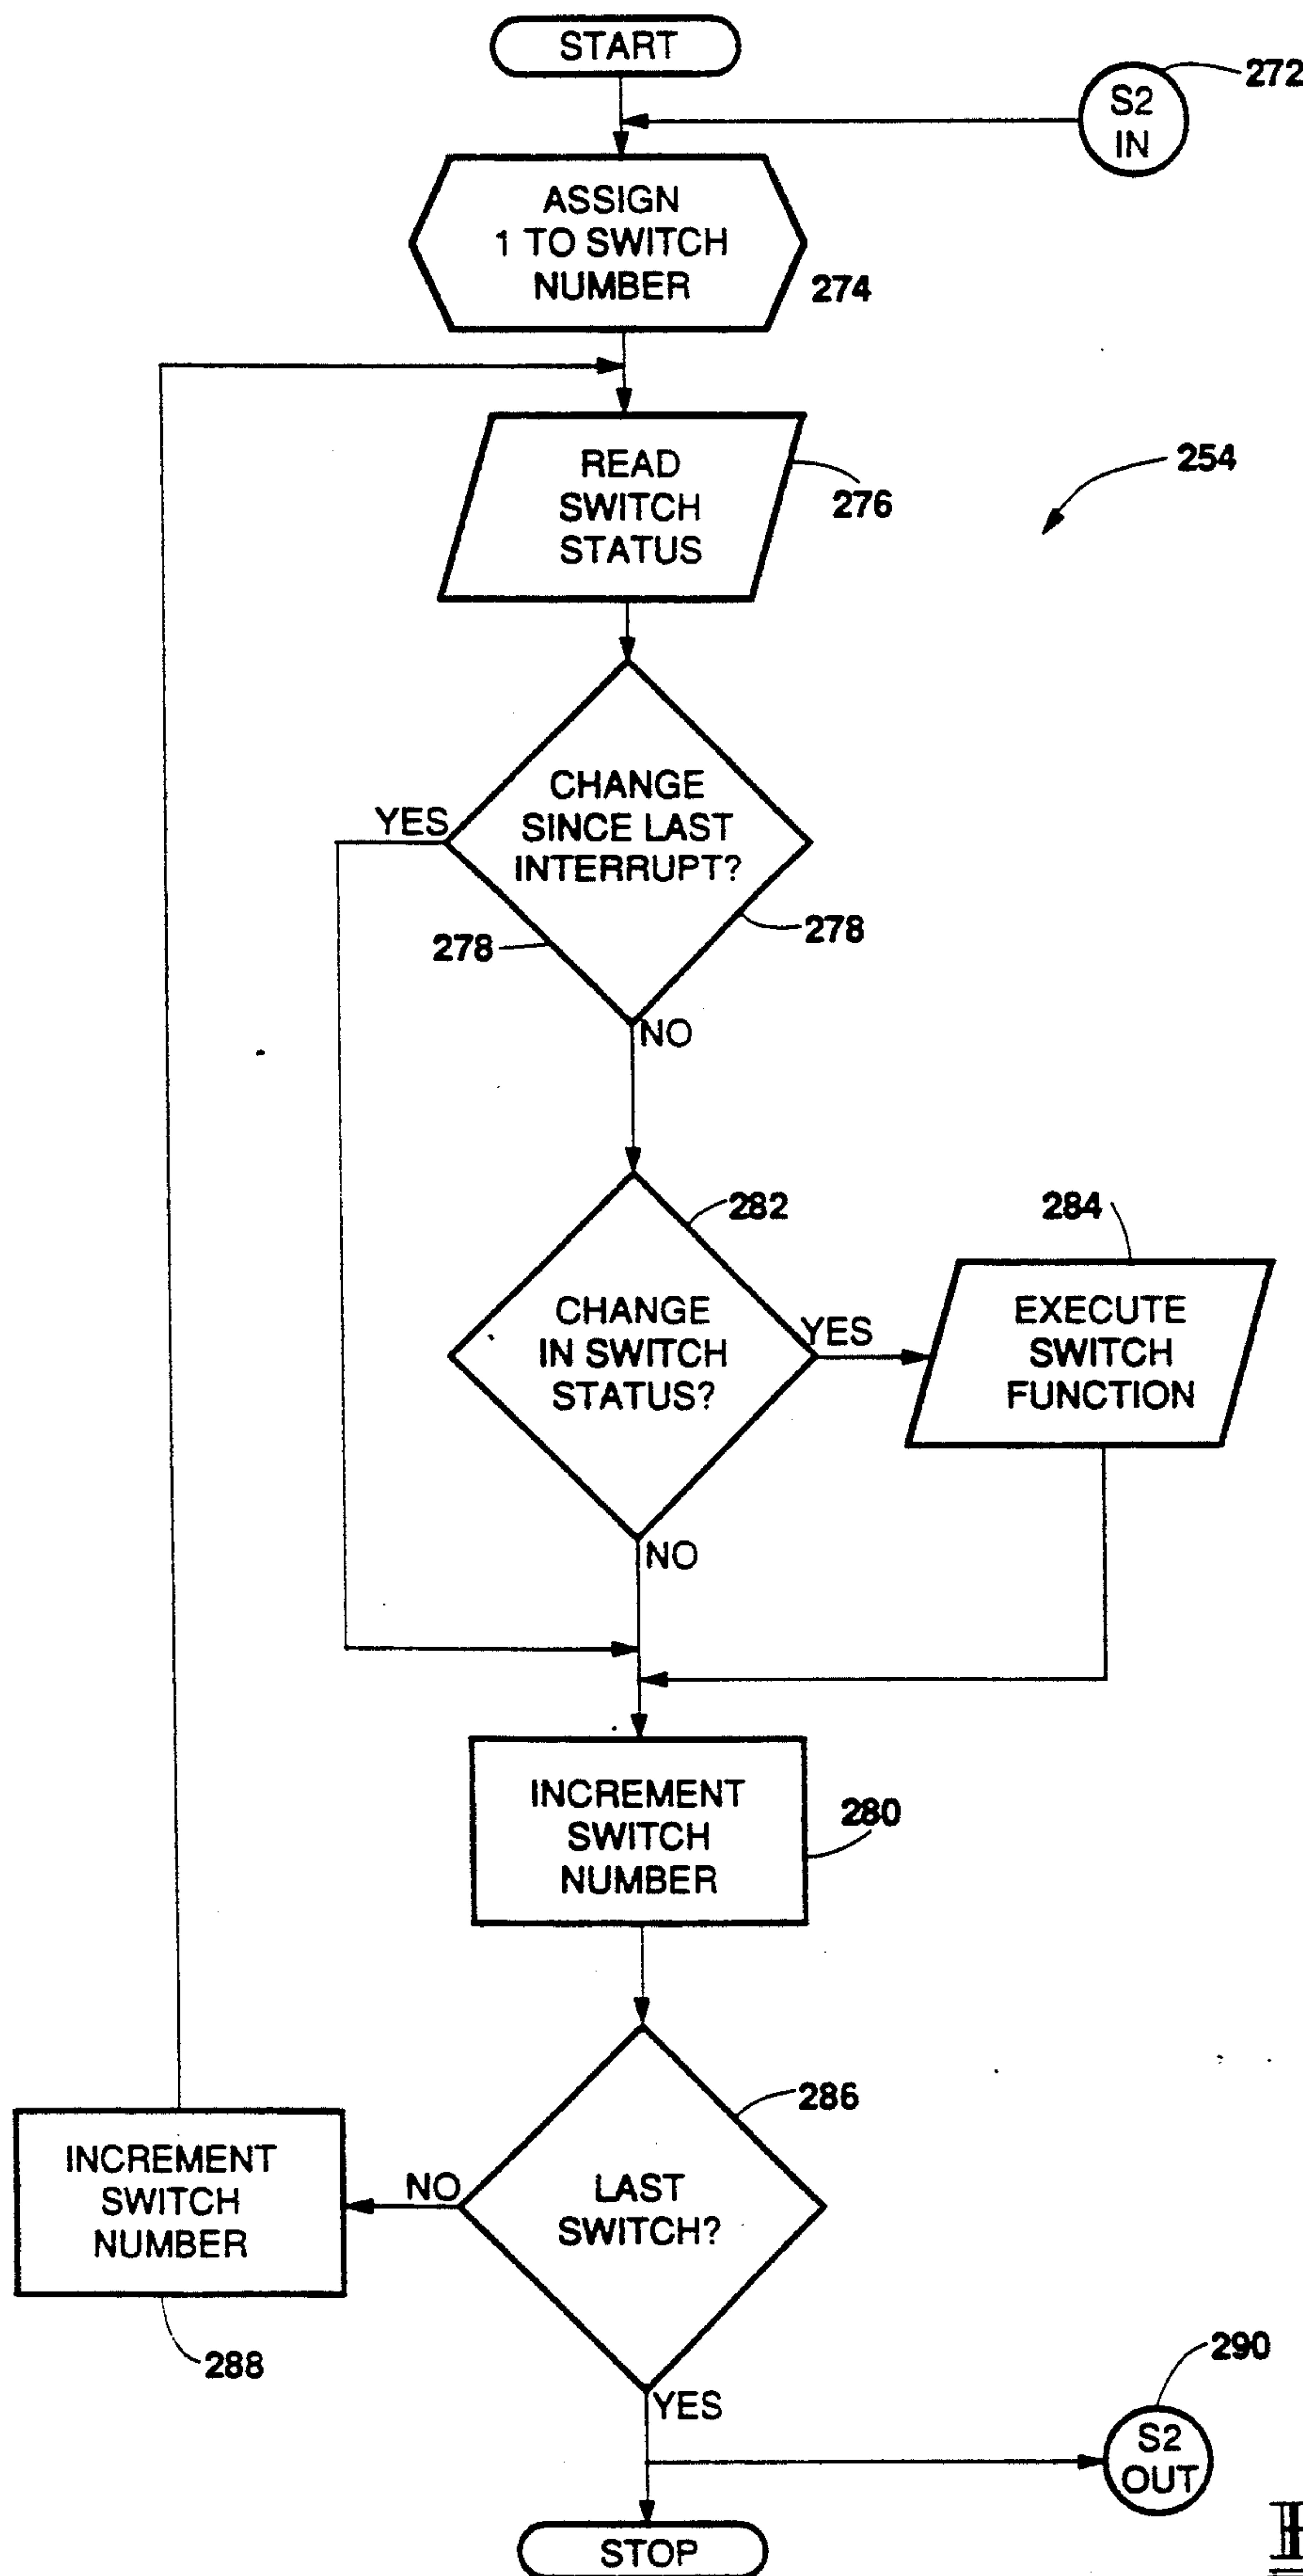 START
S2
IN
272
ASSIGN
1 TO SWITCH
NUMBER
274
READ
SWITCH
STATUS
276
254
CHANGE
SINCE LAST
INTERRUPT?
YES
278
278
NO
282
284
CHANGE
IN SWITCH
STATUS?
YES
EXECUTE
SWITCH
FUNCTION
NO
INCREMENT
SWITCH
NUMBER
280
286
LAST
SWITCH?
NO
INCREMENT
SWITCH
NUMBER
288
YES
290
S2
OUT
STOP